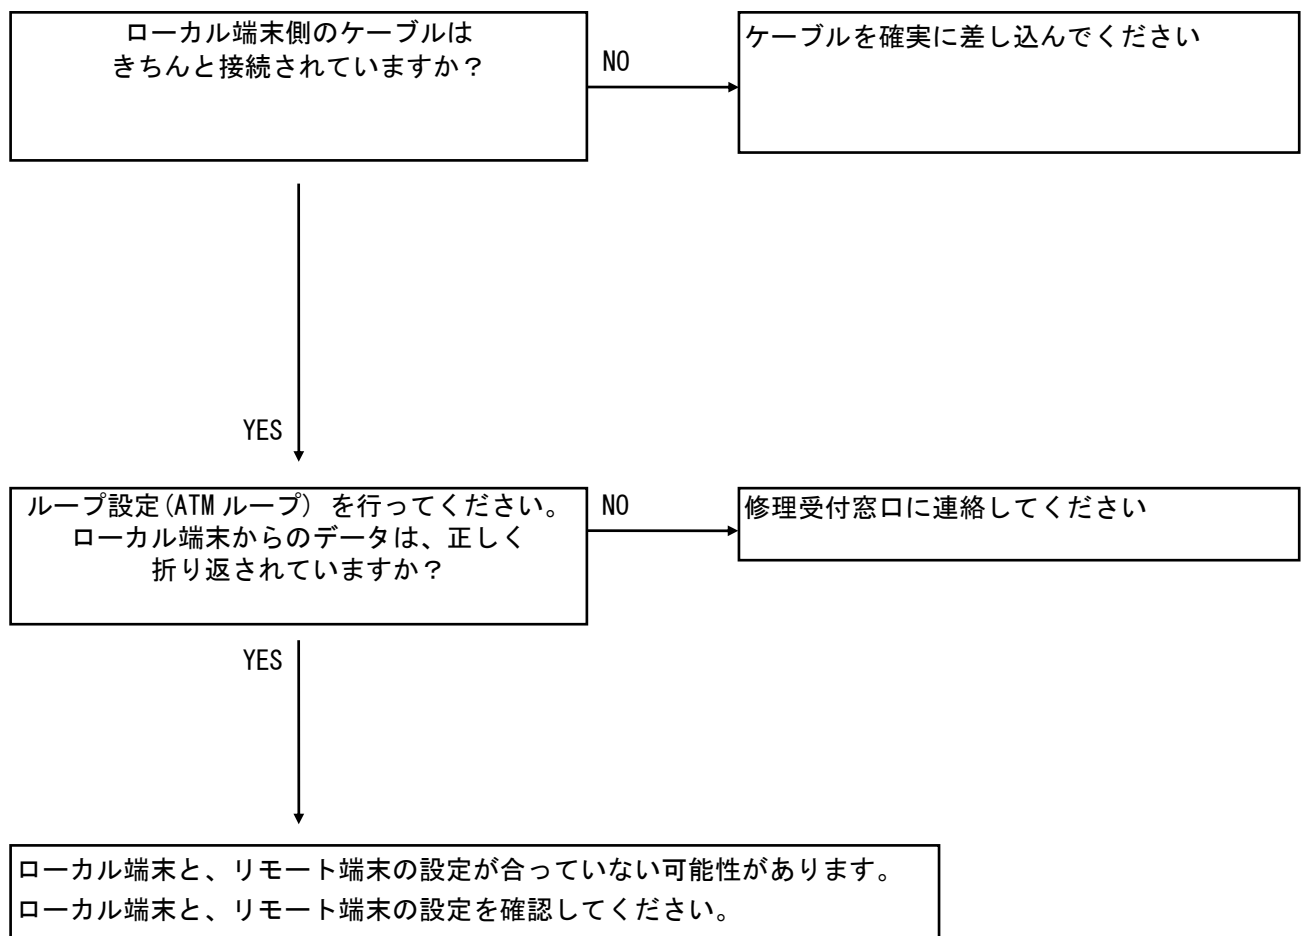 ローカル端末側のケーブルは
きちんと接続されていますか?
NO
ケーブルを確実に差し込んでください
YES
ループ設定(ATMループ) を行ってください。
ローカル端末からのデータは、正しく
折り返されていますか?
NO
修理受付窓口に連絡してください
YES
ローカル端末と、リモート端末の設定が合っていない可能性があります。
ローカル端末と、リモート端末の設定を確認してください。